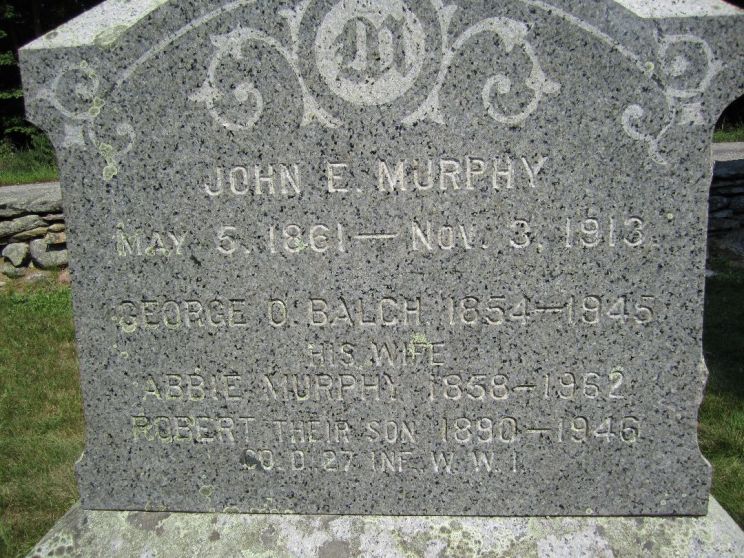 M
JOHN E. MURPHY
MAY 6, 1861 — NOV. 3, 1913.
GEORGE O. BALCH 1854—1945
HIS WIFE
ABBIE MURPHY 1858—1962
ROBERT THEIR SON 1890—1946
CO. D. 27 INF. W. W. I.